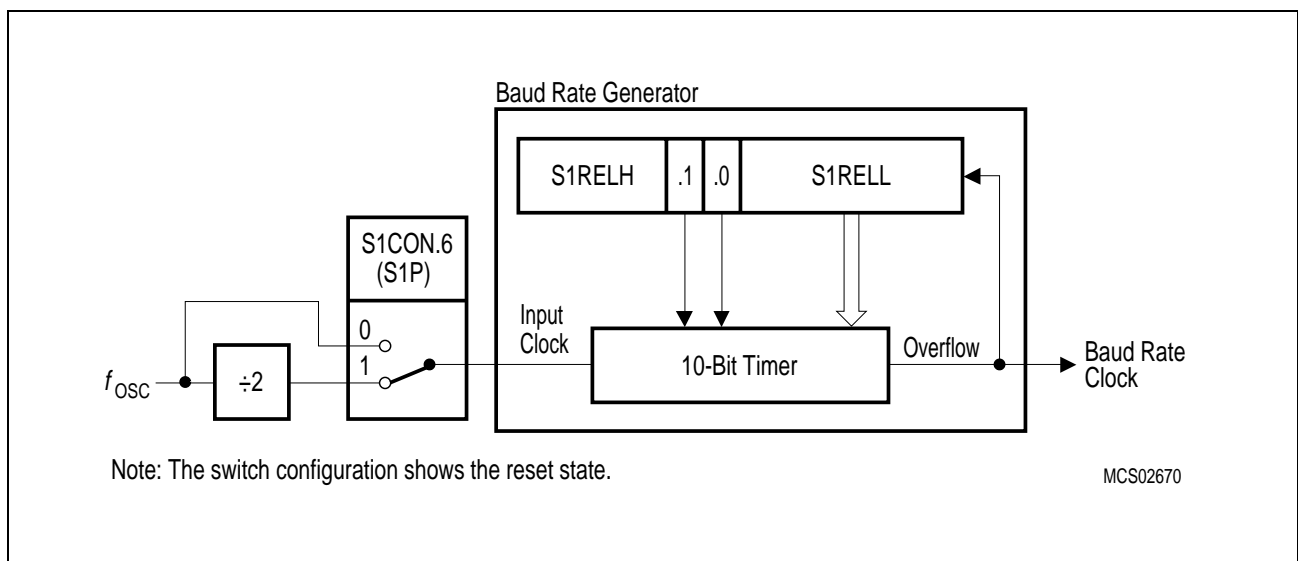 Baud Rate Generator
S1RELH .1 .0 S1RELL
S1CON.6
(S1P)
0
1
Input
Clock
10-Bit Timer
Overflow
Baud Rate
Clock
f OSC
÷2
Note: The switch configuration shows the reset state.
MCS02670